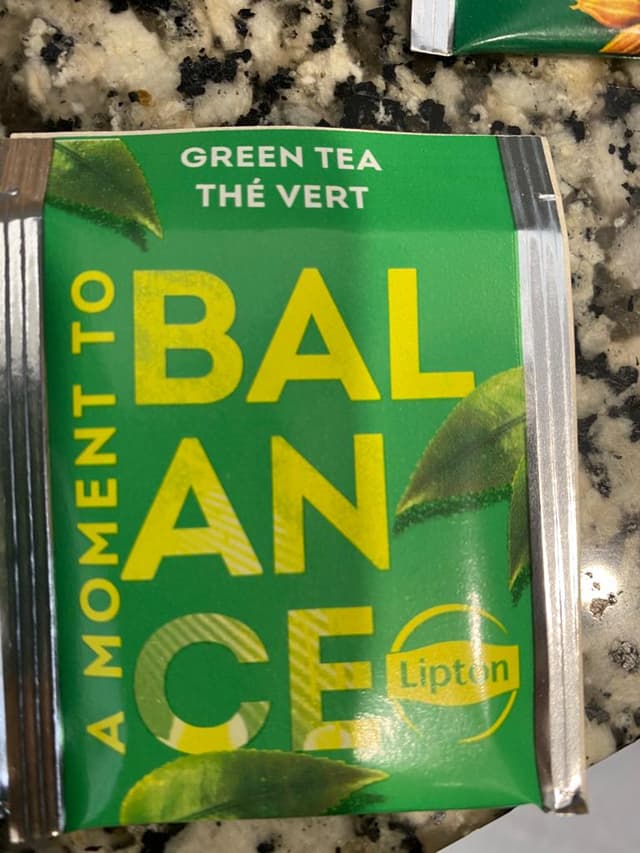 GREEN TEA
THÉ VERT
A MOMENT TO
BAL
AN
CE
Lipton